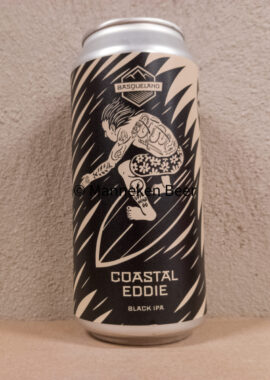 BASQUELAND
© Manneken Beer
COASTAL
EDDIE
BLACK IPA